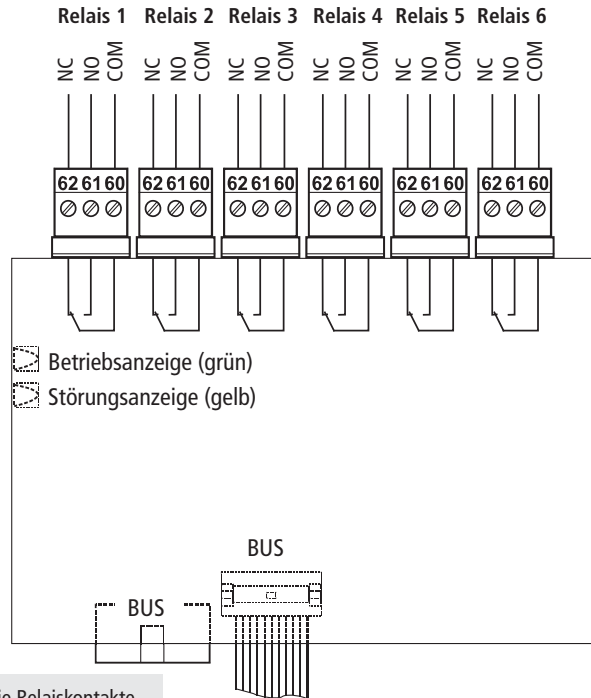 Relais 1 Relais 2 Relais 3 Relais 4 Relais 5 Relais 6
NC NO COM NC NO COM NC NO COM NC NO COM NC NO COM NC NO COM
62 61 60 62 61 60 62 61 60 62 61 60 62 61 60 62 61 60
Betriebsanzeige (grün)
Störungsanzeige (gelb)
BUS
BUS
Relaiskontakte